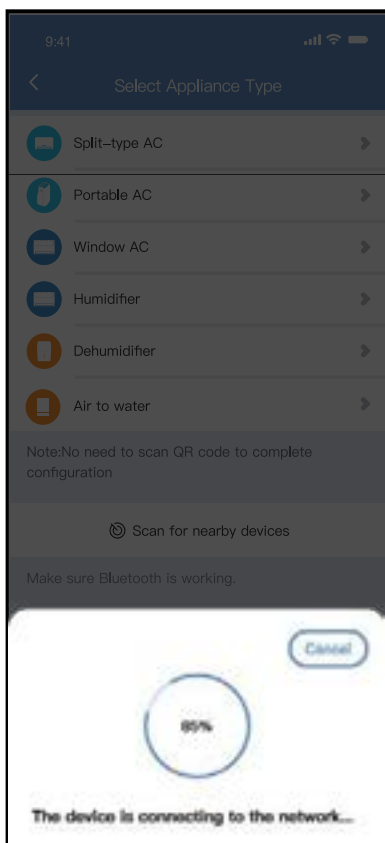 9:41
Select Appliance Type
Split-type AC
Portable AC
Window AC
Humidifier
Dehumidifier
Air to water
Note:No need to scan QR code to complete
configuration
Scan for nearby devices
Make sure Bluetooth is working.
Cancel
85%
The device is connecting to the network...